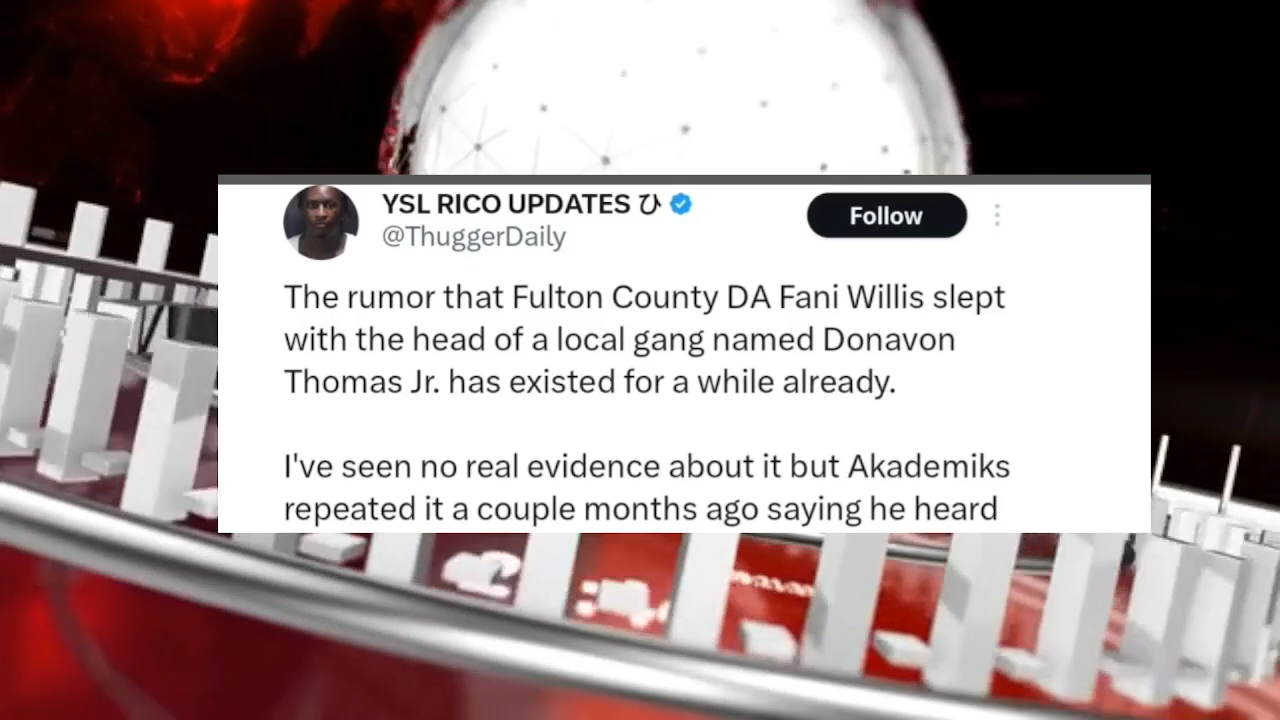 YSL RICO UPDATES ひ
@ThuggerDaily
Follow
The rumor that Fulton County DA Fani Willis slept
with the head of a local gang named Donavon
Thomas Jr. has existed for a while already.
I've seen no real evidence about it but Akademiks
repeated it a couple months ago saying he heard